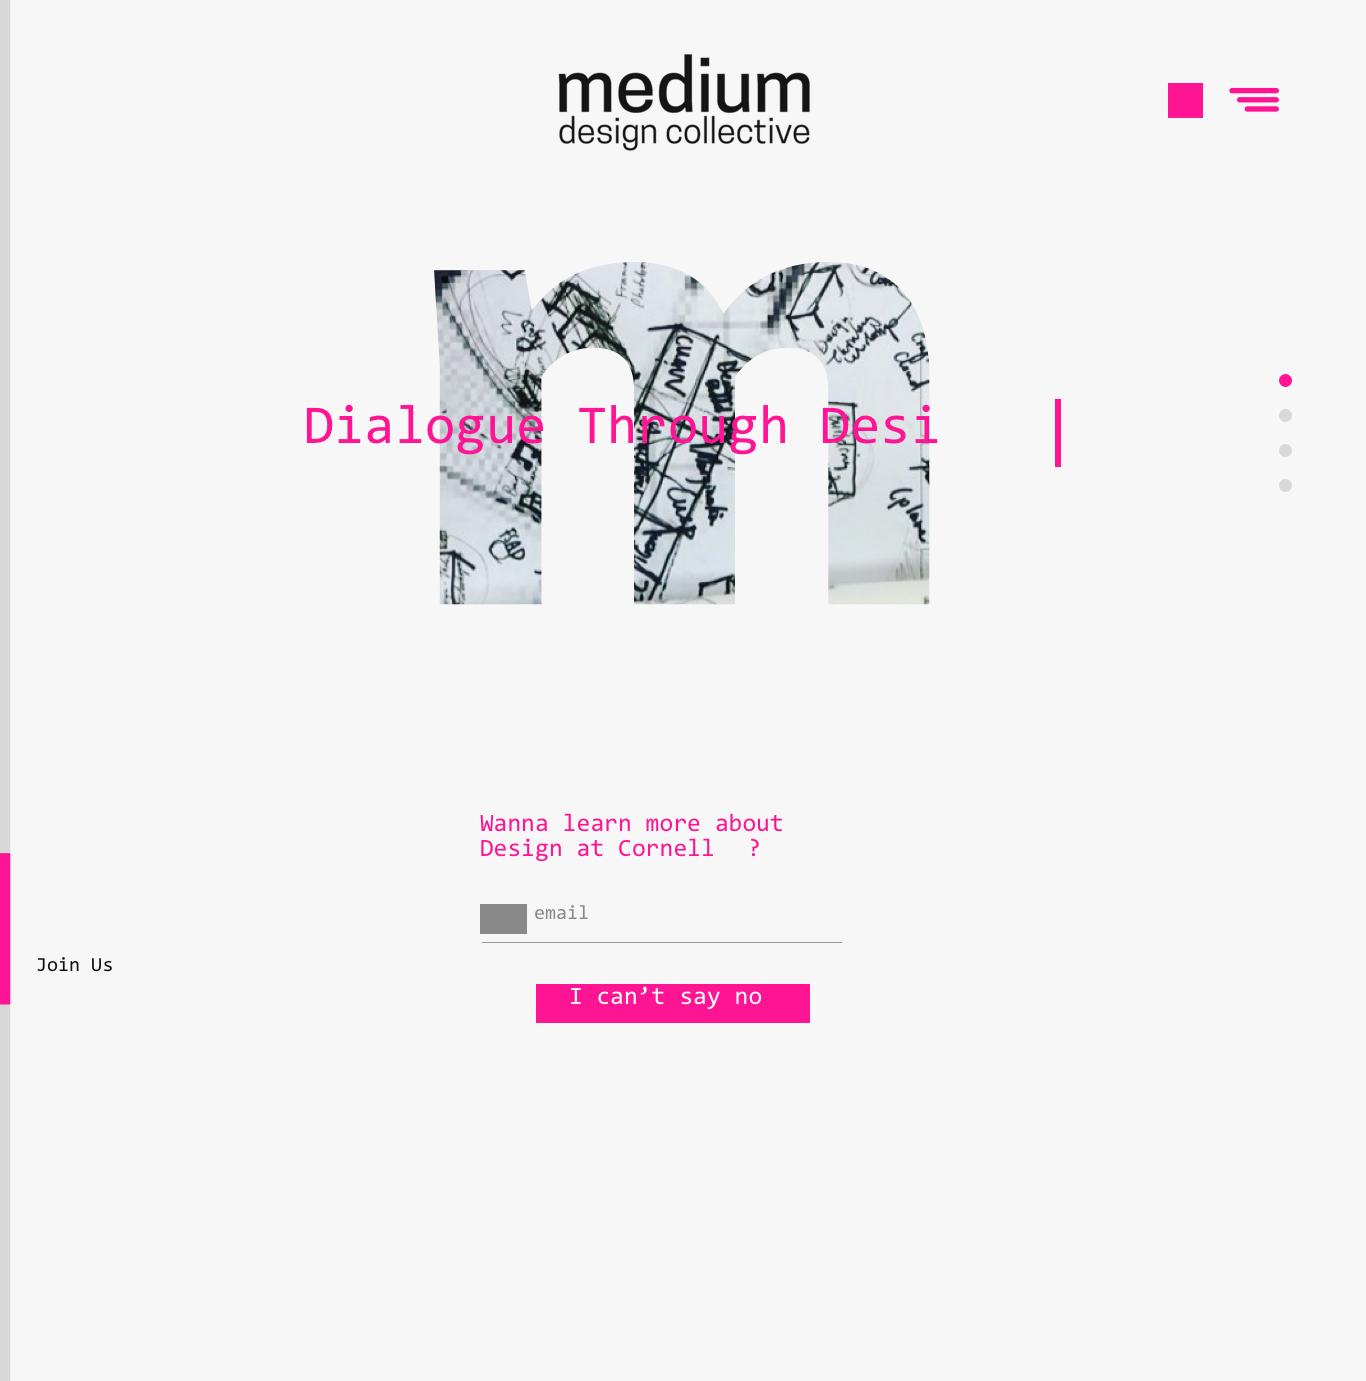 medium
design collective
Dialogue Through Desi
Wanna learn more about
Design at Cornell ?
email
Join Us
I can’t say no